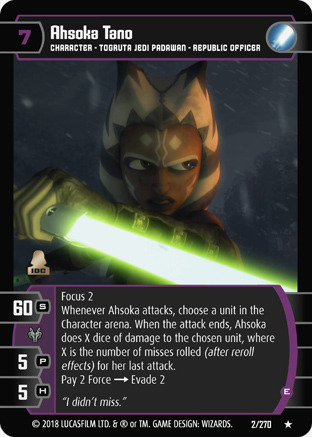 7
Ahsoka Tano
CHARACTER - TOGRUTA JEDI PADAWAN - REPUBLIC OFFICER
IDC
60 S
5 P
5 H
Focus 2
Whenever Ahsoka attacks, choose a unit in the
Character arena. When the attack ends, Ahsoka
does X dice of damage to the chosen unit, where
X is the number of misses rolled (after reroll
effects) for her last attack.
Pay 2 Force → Evade 2
E
“I didn’t miss.”
© 2018 LUCASFILM LTD. & ® or TM. GAME DESIGN: WIZARDS.
2/270 ★